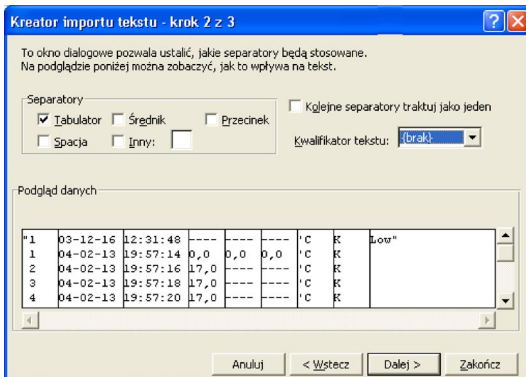 Kreator importu tekstu - krok 2 z 3
To okno dialogowe pozwala ustalić, jakie separatory będą stosowane.
Na podglądzie poniżej można zobaczyć, jak to wpływa na tekst.
Separatory
Tabulator Średnik Przecinek
Spacja Inny:
Kolejne separatory traktuj jako jeden
Kwalifikator tekstu: {brak}
Podgląd danych
"1 03-12-16 12:31:48 ---- ---- ---- 'C K Low"
1 04-02-13 19:57:14 0,0 0,0 0,0 'C K
2 04-02-13 19:57:16 17,0 ---- ---- 'C K
3 04-02-13 19:57:18 17,0 ---- ---- 'C K
4 04-02-13 19:57:20 17,0 ---- ---- 'C K
Anuluj < Wstecz Dalej > Zakończ